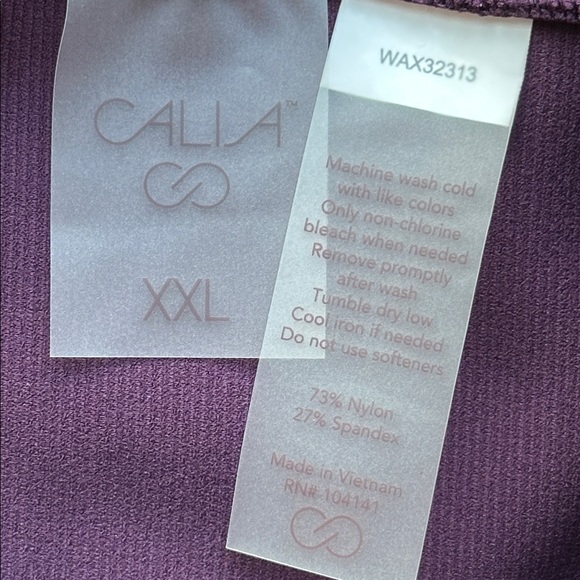 CALIA™
XXL
WAX32313
Machine wash cold
with like colors
Only non-chlorine
bleach when needed
Remove promptly
after wash
Tumble dry low
Cool iron if needed
Do not use softeners
73% Nylon
27% Spandex
Made in Vietnam
RN# 104141